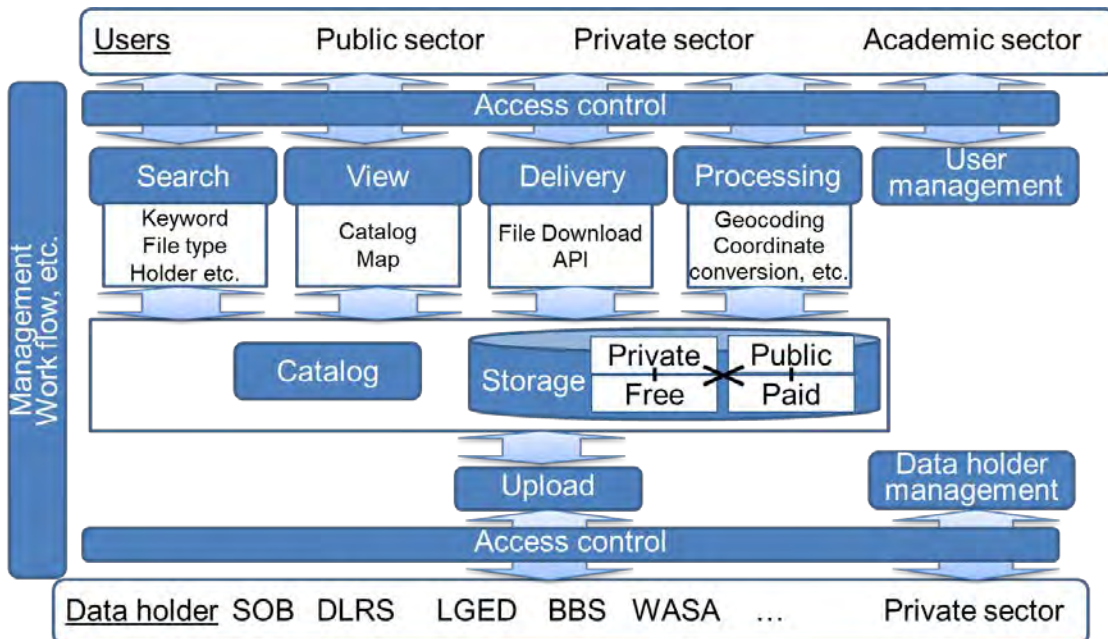 Users Public sector Private sector Academic sector
Access control
Search
View
Delivery
Processing
User
management
Keyword
File type
Holder etc.
Catalog
Map
File Download
API
Geocoding
Coordinate
conversion, etc.
Management
Work flow, etc.
Catalog
Storage
Private
Public
Free
Paid
Upload
Data holder
management
Access control
Data holder SOB DLRS LGED BBS WASA ... Private sector